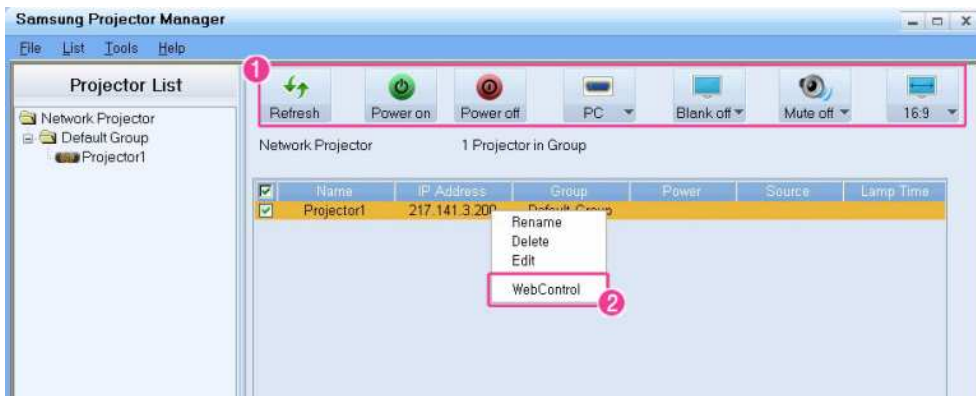 Samsung Projector Manager
File List Tools Help
Projector List
Network Projector
Default Group
Projector1
1
Refresh Power on Power off PC Blank off Mute off 16:9
Network Projector 1 Projector in Group
Name IP Address Group Power Source Lamp Time
Projector1 217.141.3.200 Default Group
Rename
Delete
Edit
WebControl
2